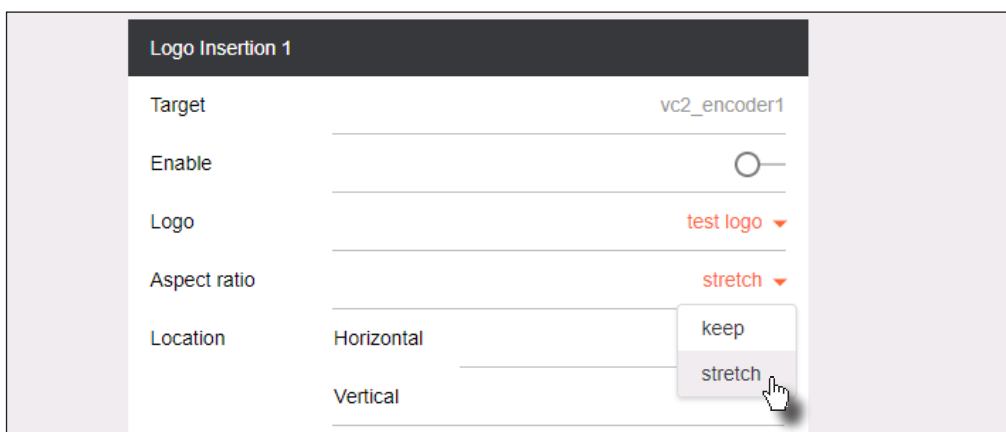 Logo Insertion 1
Target vc2_encoder1
Enable
Logo test logo
Aspect ratio stretch
keep
Location Horizontal
stretch
Vertical